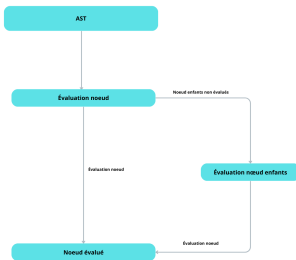 AST
Évaluation noeud
Noeud enfants non évalués
Évaluation noeud
Évaluation nœud enfants
Évaluation noeud
Noeud évalué